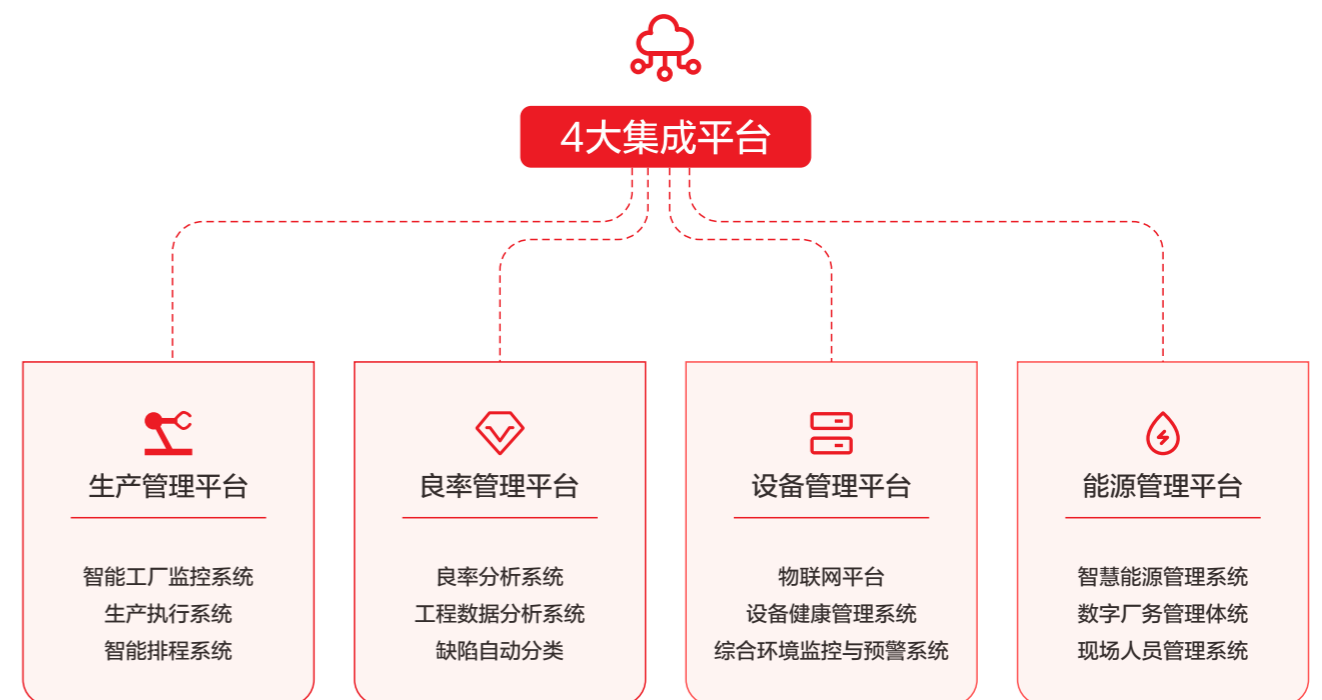 4大集成平台
生产管理平台
智能工厂监控系统
生产执行系统
智能排程系统
良率管理平台
良率分析系统
工程数据分析系统
缺陷自动分类
设备管理平台
物联网平台
设备健康管理系统
综合环境监控与预警系统
能源管理平台
智慧能源管理系统
数字厂务管理体统
现场人员管理系统